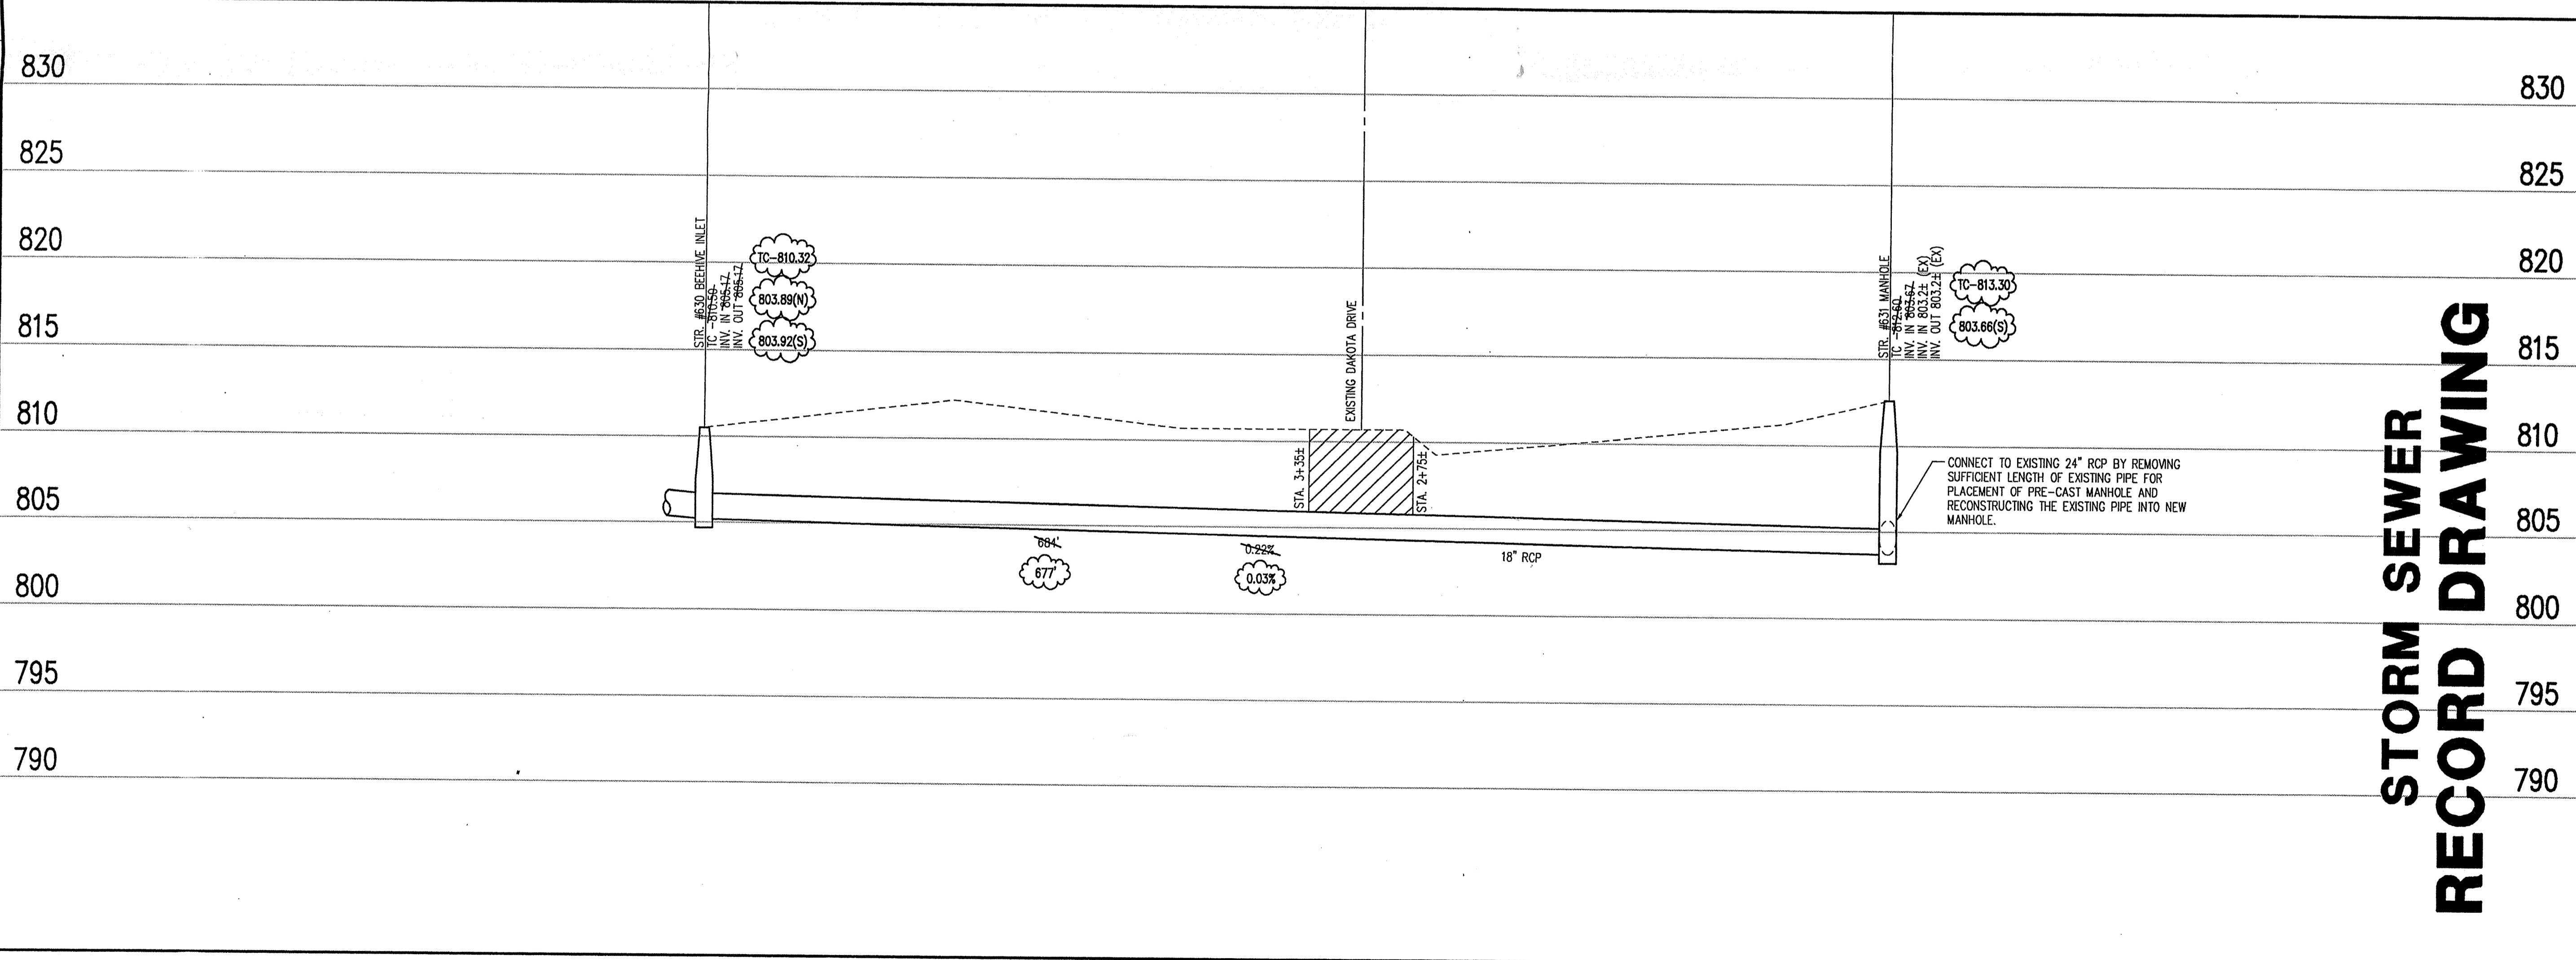 830
825
820
815
810
805
800
795
790
STR. #630 BEEHIVE INLET
TC -810.50
INV. IN 805.17
INV. OUT 805.17
TC-810.32
803.89(N)
803.92(S)
EXISTING DAKOTA DRIVE
STA. 3+35±
STA. 2+75±
684'
677'
0.22%
0.03%
18" RCP
STR. #631 MANHOLE
TC -812.60
INV. IN 803.67
INV. IN 803.2± (EX)
INV. OUT 803.2± (EX)
TC-813.30
803.66(S)
CONNECT TO EXISTING 24" RCP BY REMOVING
SUFFICIENT LENGTH OF EXISTING PIPE FOR
PLACEMENT OF PRE-CAST MANHOLE AND
RECONSTRUCTING THE EXISTING PIPE INTO NEW
MANHOLE.
STORM SEWER
RECORD DRAWING
830
825
820
815
810
805
800
795
790